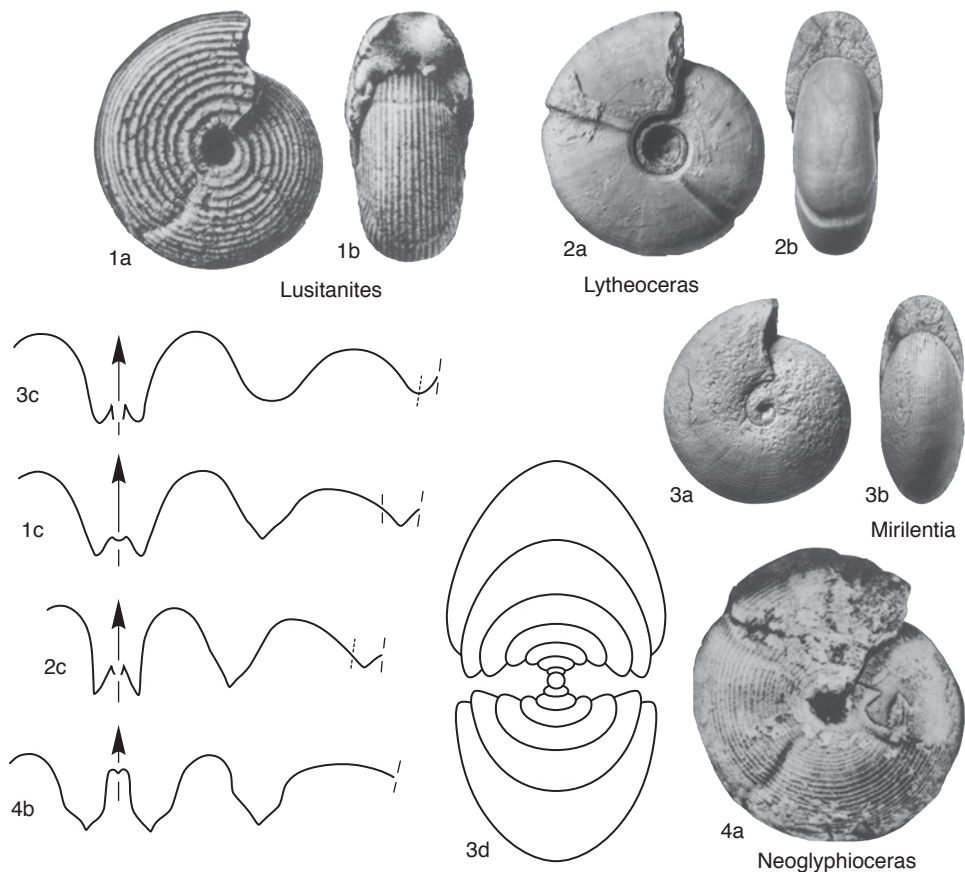 1a
1b
Lusitanites
2a
2b
Lytheoceras
3c
1c
2c
4b
3d
3a
3b
Mirilentia
4a
Neoglyphioceras